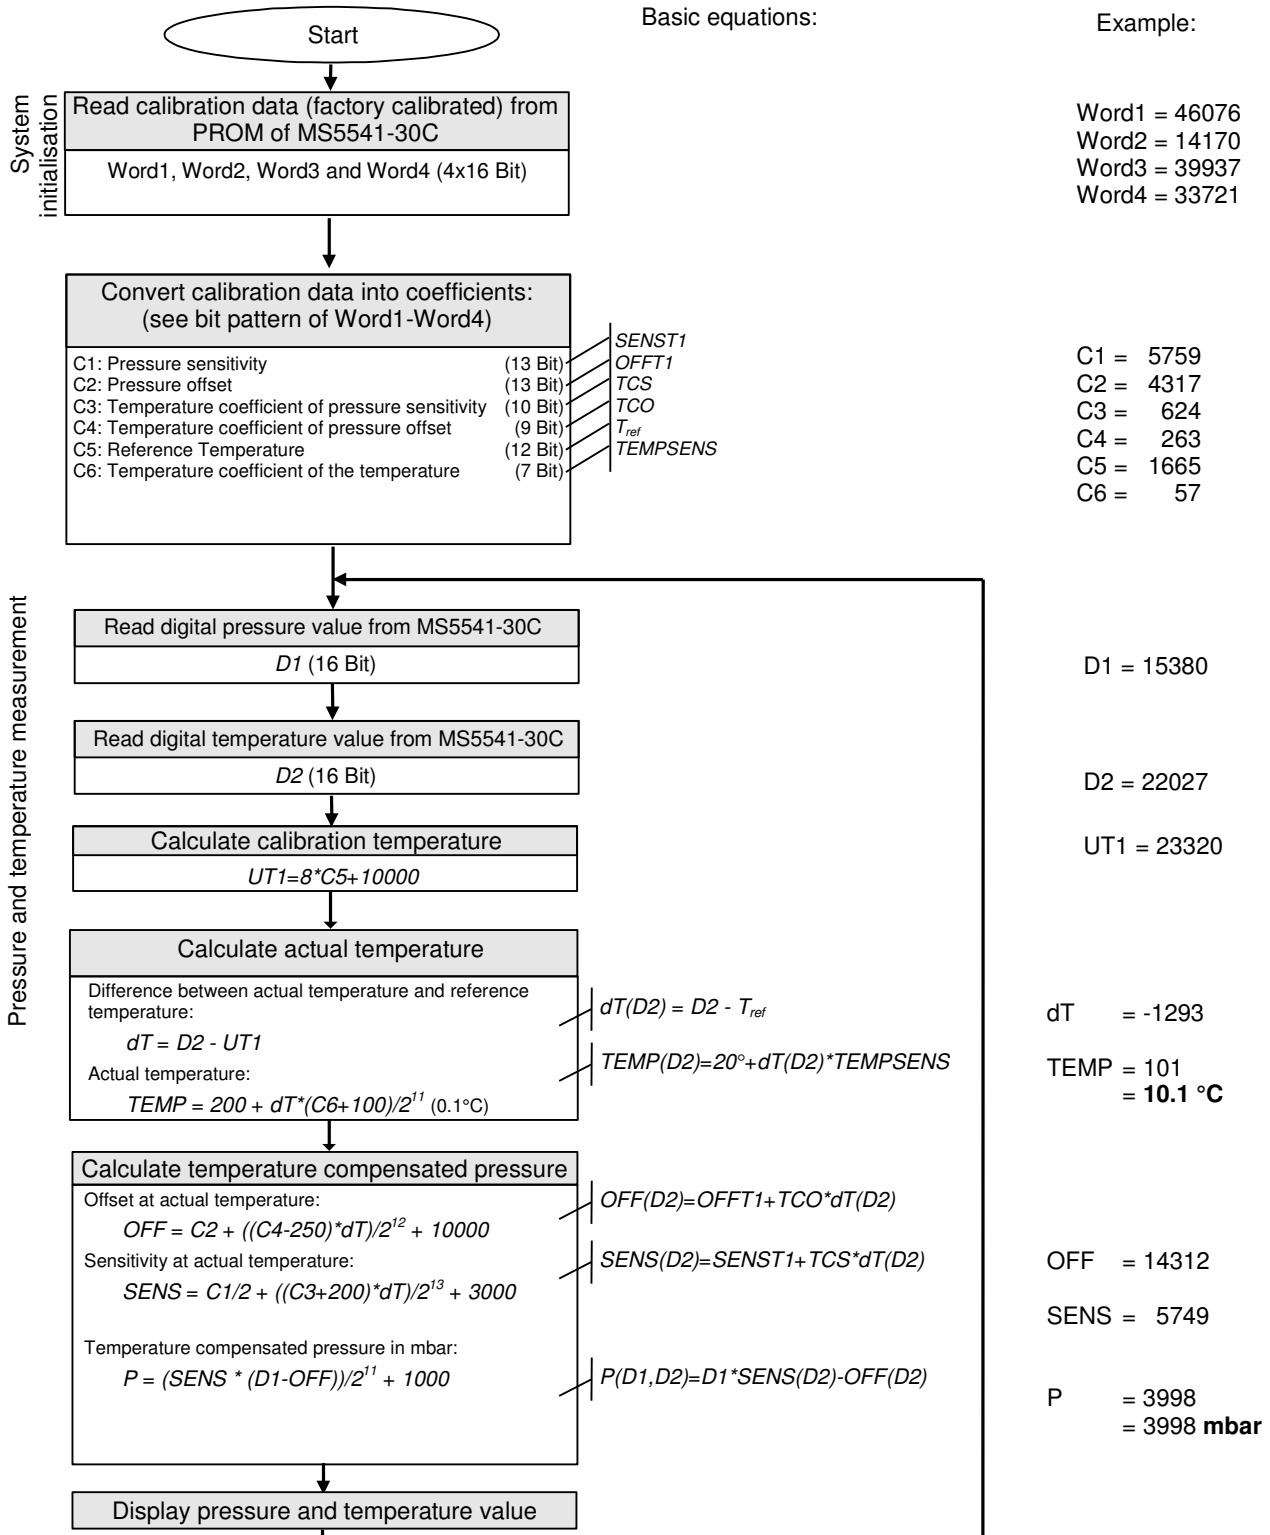 Basic equations:
Example:
Start
System
initialisation
Read calibration data (factory calibrated) from
PROM of MS5541-30C
Word1, Word2, Word3 and Word4 (4x16 Bit)
Word1 = 46076
Word2 = 14170
Word3 = 39937
Word4 = 33721
Convert calibration data into coefficients:
(see bit pattern of Word1-Word4)
C1: Pressure sensitivity (13 Bit)
C2: Pressure offset (13 Bit)
C3: Temperature coefficient of pressure sensitivity (10 Bit)
C4: Temperature coefficient of pressure offset (9 Bit)
C5: Reference Temperature (12 Bit)
C6: Temperature coefficient of the temperature (7 Bit)
SENST1
OFFT1
TCS
TCO
Tref
TEMPSENS
C1 = 5759
C2 = 4317
C3 = 624
C4 = 263
C5 = 1665
C6 = 57
Pressure and temperature measurement
Read digital pressure value from MS5541-30C
D1 (16 Bit)
D1 = 15380
Read digital temperature value from MS5541-30C
D2 (16 Bit)
D2 = 22027
Calculate calibration temperature
UT1=8*C5+10000
UT1 = 23320
Calculate actual temperature
Difference between actual temperature and reference
temperature:
dT = D2 - UT1
dT(D2) = D2 - Tref
dT = -1293
Actual temperature:
TEMP = 200 + dT*(C6+100)/2¹¹ (0.1°C)
TEMP(D2)=20°+dT(D2)*TEMPSENS
TEMP = 101
= 10.1 °C
Calculate temperature compensated pressure
Offset at actual temperature:
OFF = C2 + ((C4-250)*dT)/2¹² + 10000
OFF(D2)=OFFT1+TCO*dT(D2)
OFF = 14312
Sensitivity at actual temperature:
SENS = C1/2 + ((C3+200)*dT)/2¹³ + 3000
SENS(D2)=SENST1+TCS*dT(D2)
SENS = 5749
Temperature compensated pressure in mbar:
P = (SENS * (D1-OFF))/2¹¹ + 1000
P(D1,D2)=D1*SENS(D2)-OFF(D2)
P = 3998
= 3998 mbar
Display pressure and temperature value